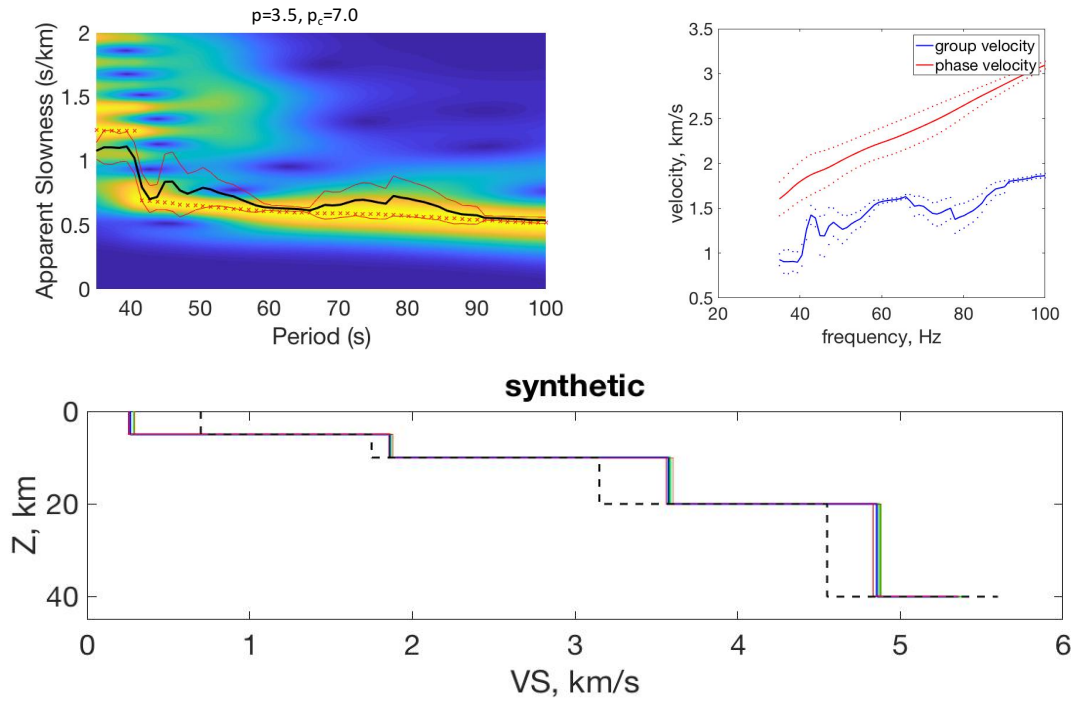 p=3.5, pc=7.0
Apparent Slowness (s/km)
2
1.5
1
0.5
0
40 50 60 70 80 90 100
Period (s)
velocity, km/s
3.5
3
2.5
2
1.5
1
0.5
group velocity
phase velocity
20 40 60 80 100
frequency, Hz
synthetic
Z, km
0
20
40
0 1 2 3 4 5 6
VS, km/s